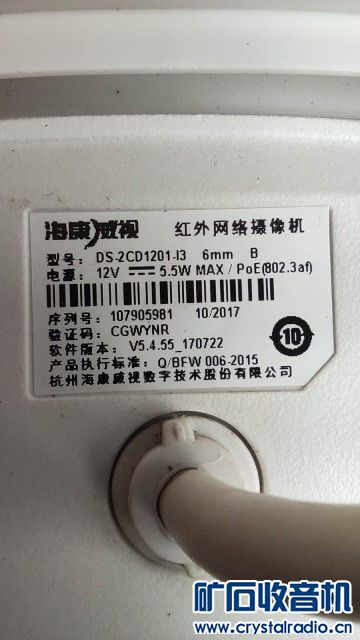 海康威视 红外网络摄像机
型号: DS-2CD1201-I3 6mm B
电源: 12V 5.5W MAX / PoE(802.3af)
序列号: 107905981 10/2017
验证码: CGWYNR
软件版本: V5.4.55_170722
10
产品执行标准: Q/BFW 006-2015
杭州海康威视数字技术股份有限公司
矿石收音机
www.crystalradio.cn